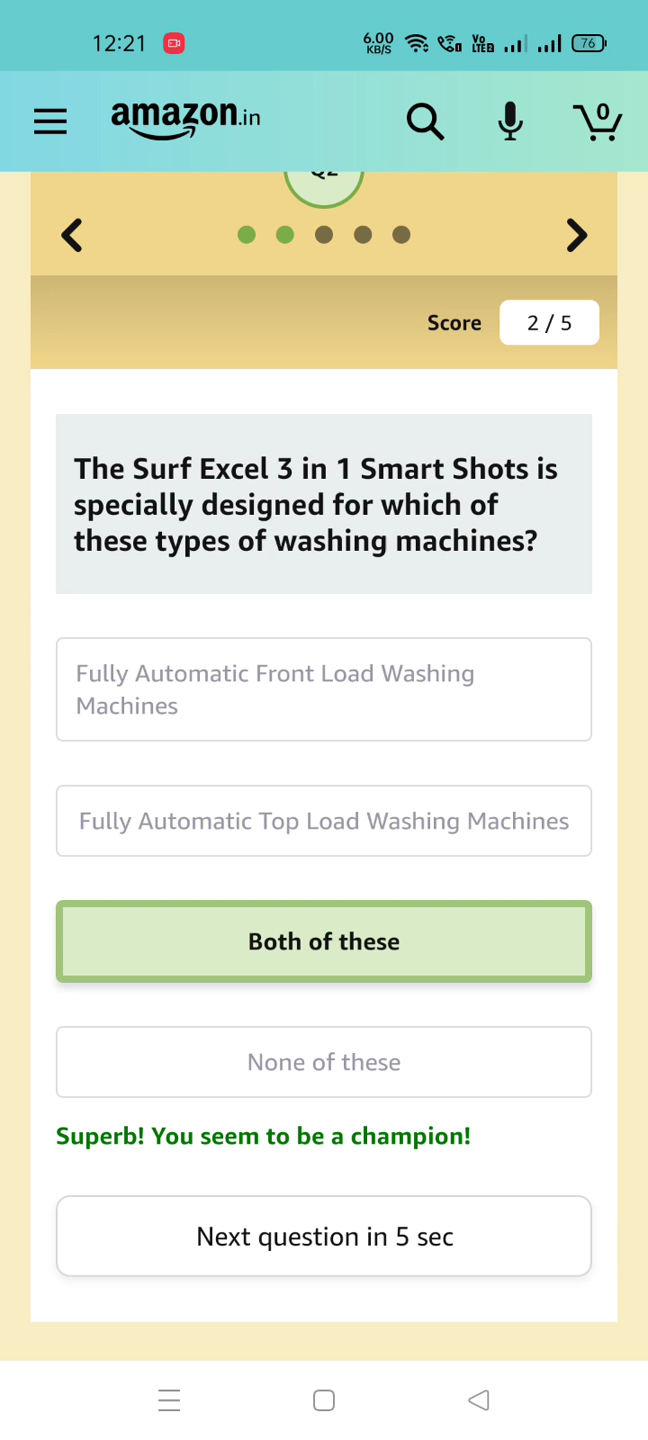 12:21
6.00
KB/S
Vo
LTE2
76
amazon.in
0
Q2
Score
2 / 5
The Surf Excel 3 in 1 Smart Shots is
specially designed for which of
these types of washing machines?
Fully Automatic Front Load Washing
Machines
Fully Automatic Top Load Washing Machines
Both of these
None of these
Superb! You seem to be a champion!
Next question in 5 sec